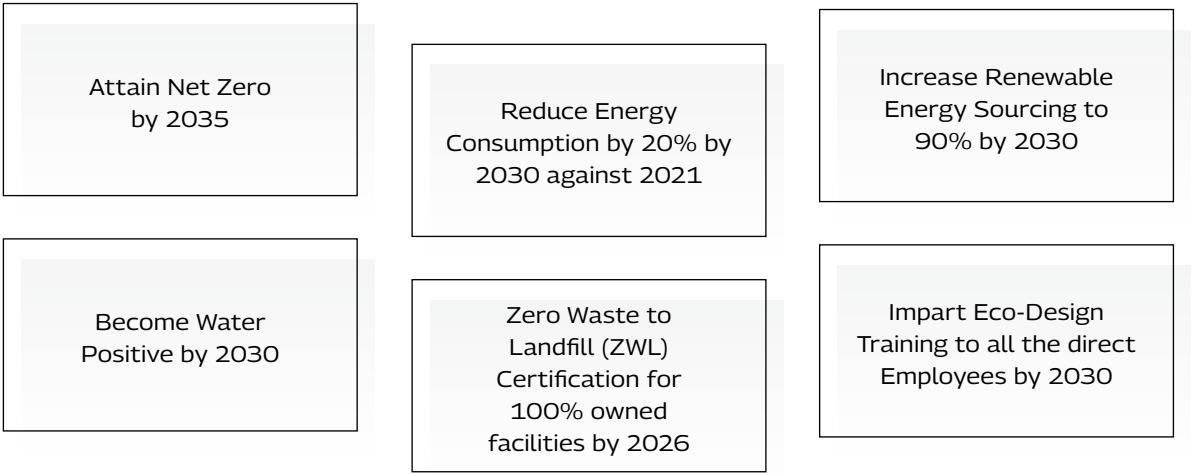 Attain Net Zero
by 2035
Reduce Energy
Consumption by 20% by
2030 against 2021
Increase Renewable
Energy Sourcing to
90% by 2030
Become Water
Positive by 2030
Zero Waste to
Landfill (ZWL)
Certification for
100% owned
facilities by 2026
Impart Eco-Design
Training to all the direct
Employees by 2030